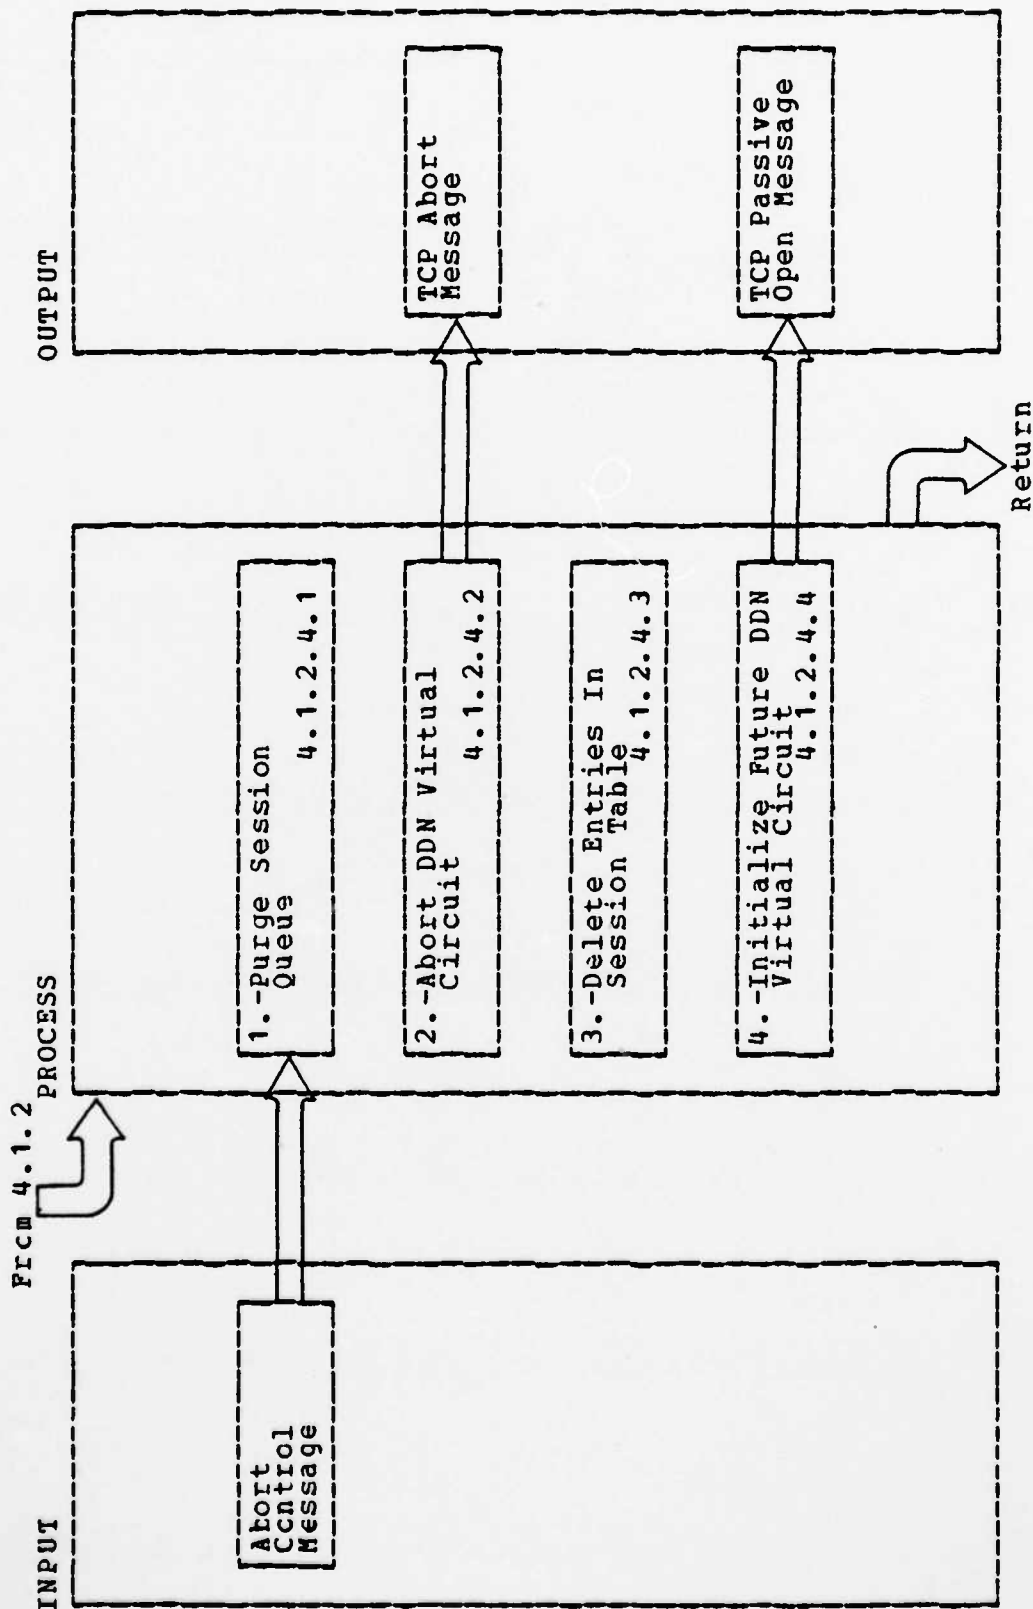 From 4.1.2
INPUT
PROCESS
OUTPUT
Abort
Control
Message
1.-Purge Session
Queue
4.1.2.4.1
2.-Abort DDN Virtual
Circuit
4.1.2.4.2
3.-Delete Entries In
Session Table
4.1.2.4.3
4.-Initialize Future DDN
Virtual Circuit
4.1.2.4.4
TCP Abort
Message
TCP Passive
Open Message
Return